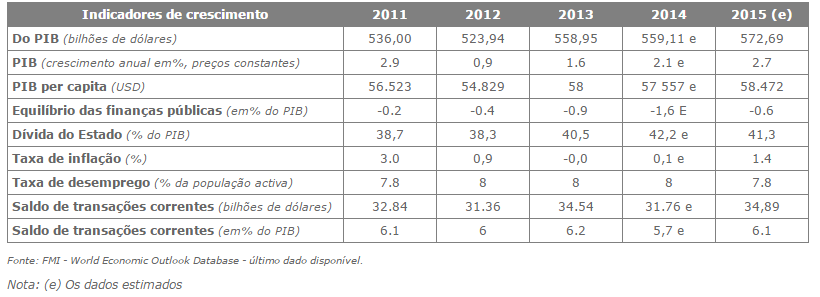 Indicadores de crescimento 2011 2012 2013 2014 2015 (e)
Do PIB (bilhões de dólares) 536,00 523,94 558,95 559,11 e 572,69
PIB (crescimento anual em%, preços constantes) 2.9 0,9 1.6 2.1 e 2.7
PIB per capita (USD) 56.523 54.829 58 57 557 e 58.472
Equilíbrio das finanças públicas (em% do PIB) -0.2 -0.4 -0.9 -1,6 E -0.6
Dívida do Estado (% do PIB) 38,7 38,3 40,5 42,2 e 41,3
Taxa de inflação (%) 3.0 0,9 -0,0 0,1 e 1.4
Taxa de desemprego (% da população activa) 7.8 8 8 8 7.8
Saldo de transações correntes (bilhões de dólares) 32.84 31.36 34.54 31.76 e 34,89
Saldo de transações correntes (em% do PIB) 6.1 6 6.2 5,7 e 6.1
Fonte: FMI - World Economic Outlook Database - último dado disponível.
Nota: (e) Os dados estimados